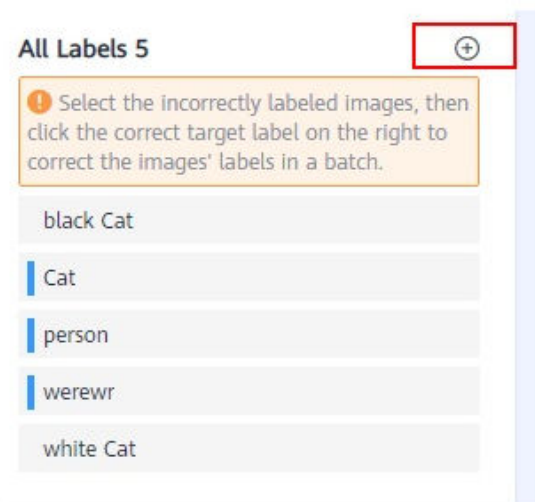 All Labels 5
Select the incorrectly labeled images, then
click the correct target label on the right to
correct the images' labels in a batch.
black Cat
Cat
person
werewr
white Cat